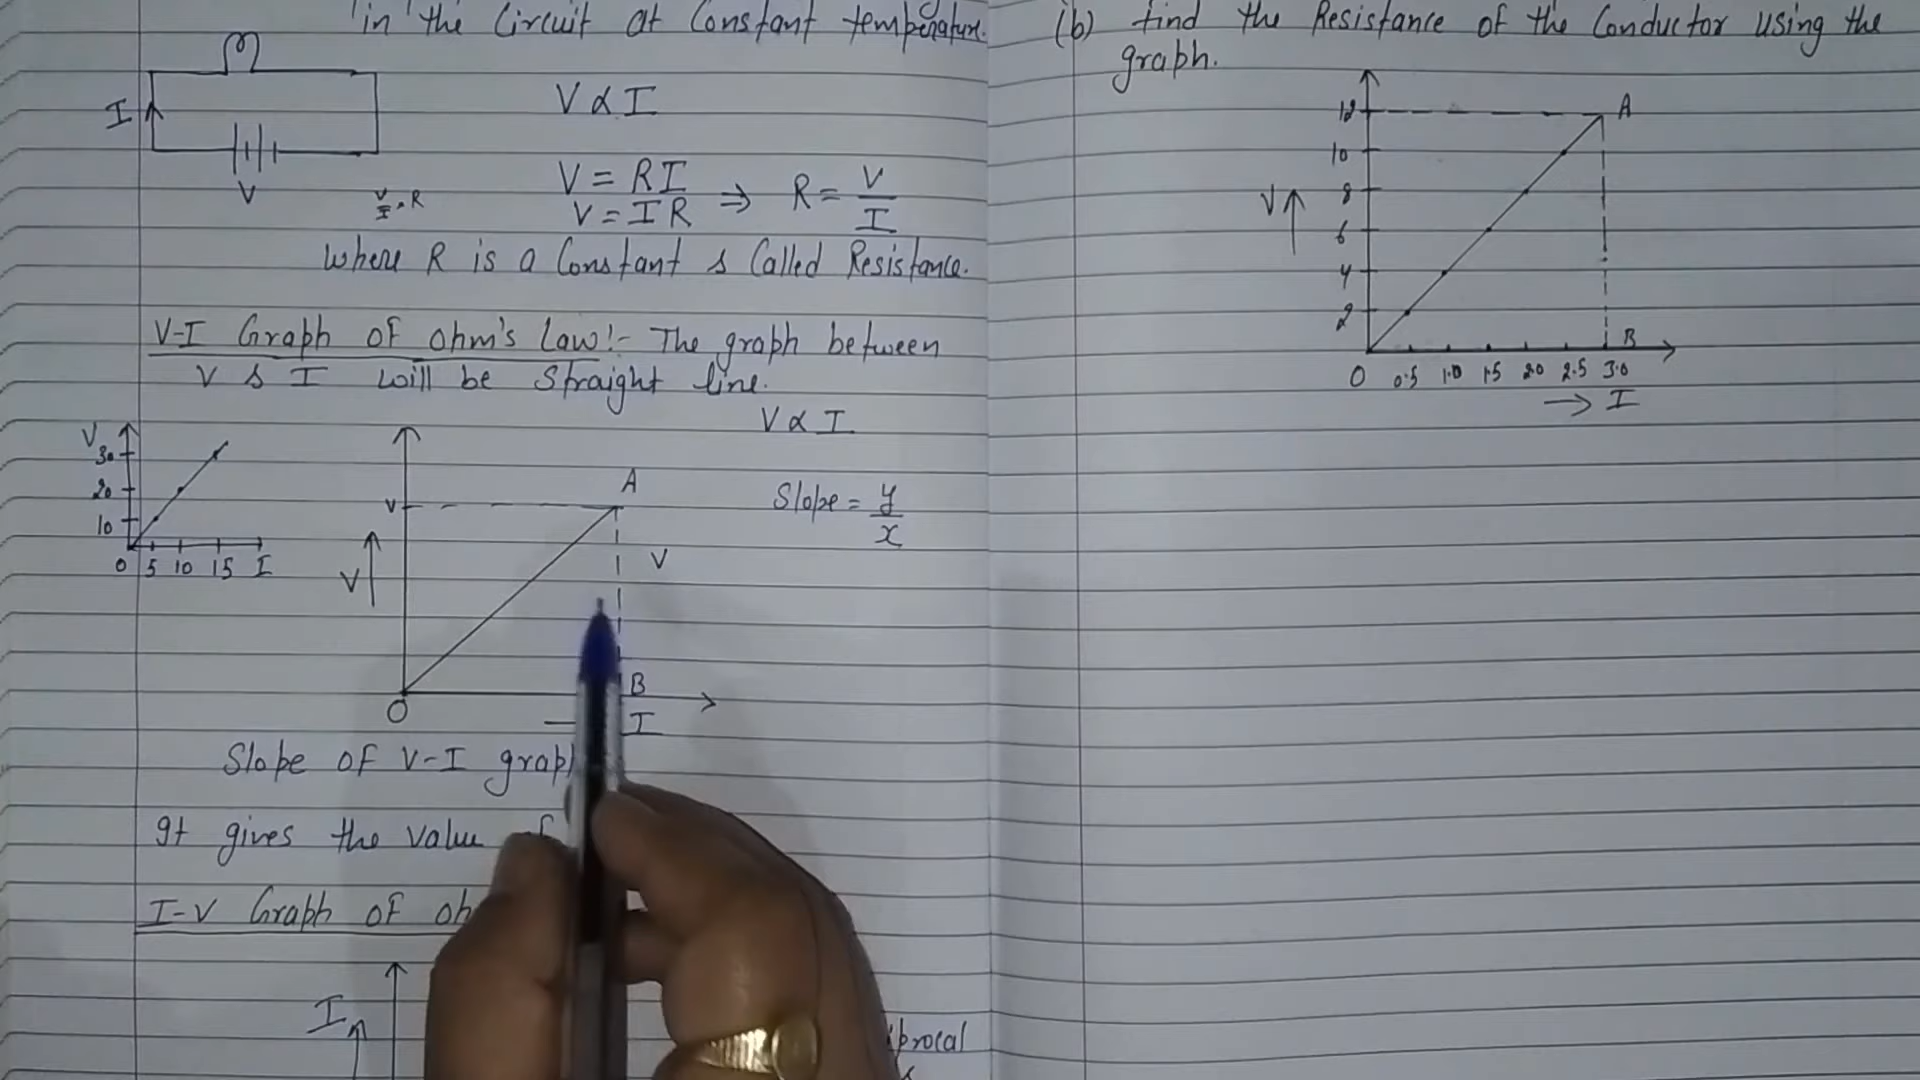 in the Circuit at Constant temperature.
I
V
V ∝ I
V = RI
V = IR ⇒ R = V/I
V/I = R
where R is a Constant & Called Resistance.
V-I Graph OF Ohm's Law:- The graph between
V & I will be Straight line.
V ∝ I
V
30
20
10
0 5 10 15 I
A
V
V
V
O
B
I
Slope = y/x
Slope OF V-I
It gives the value
I-V Graph OF
I
(b) Find the Resistance of the Conductor using the
graph.
12
10
8
6
4
2
V
A
B
0 0.5 1.0 1.5 2.0 2.5 3.0
→ I